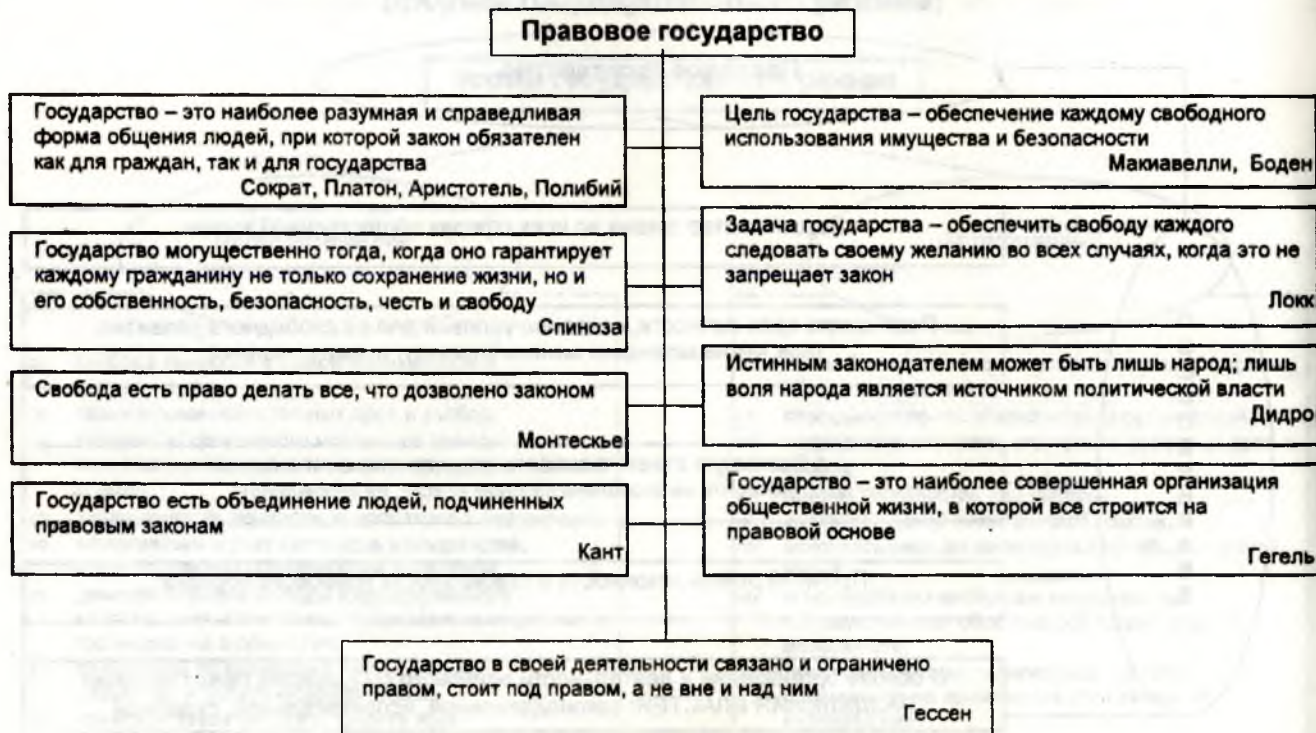 Правовое государство
Государство – это наиболее разумная и справедливая
форма общения людей, при которой закон обязателен
как для граждан, так и для государства
Сократ, Платон, Аристотель, Полибий
Цель государства – обеспечение каждому свободного
использования имущества и безопасности
Макиавелли, Боден
Государство могущественно тогда, когда оно гарантирует
каждому гражданину не только сохранение жизни, но и
его собственность, безопасность, честь и свободу
Спиноза
Задача государства – обеспечить свободу каждого
следовать своему желанию во всех случаях, когда это не
запрещает закон
Локк
Свобода есть право делать все, что дозволено законом
Монтескье
Истинным законодателем может быть лишь народ; лишь
воля народа является источником политической власти
Дидро
Государство есть объединение людей, подчиненных
правовым законам
Кант
Государство – это наиболее совершенная организация
общественной жизни, в которой все строится на
правовой основе
Гегель
Государство в своей деятельности связано и ограничено
правом, стоит под правом, а не вне и над ним
Гессен